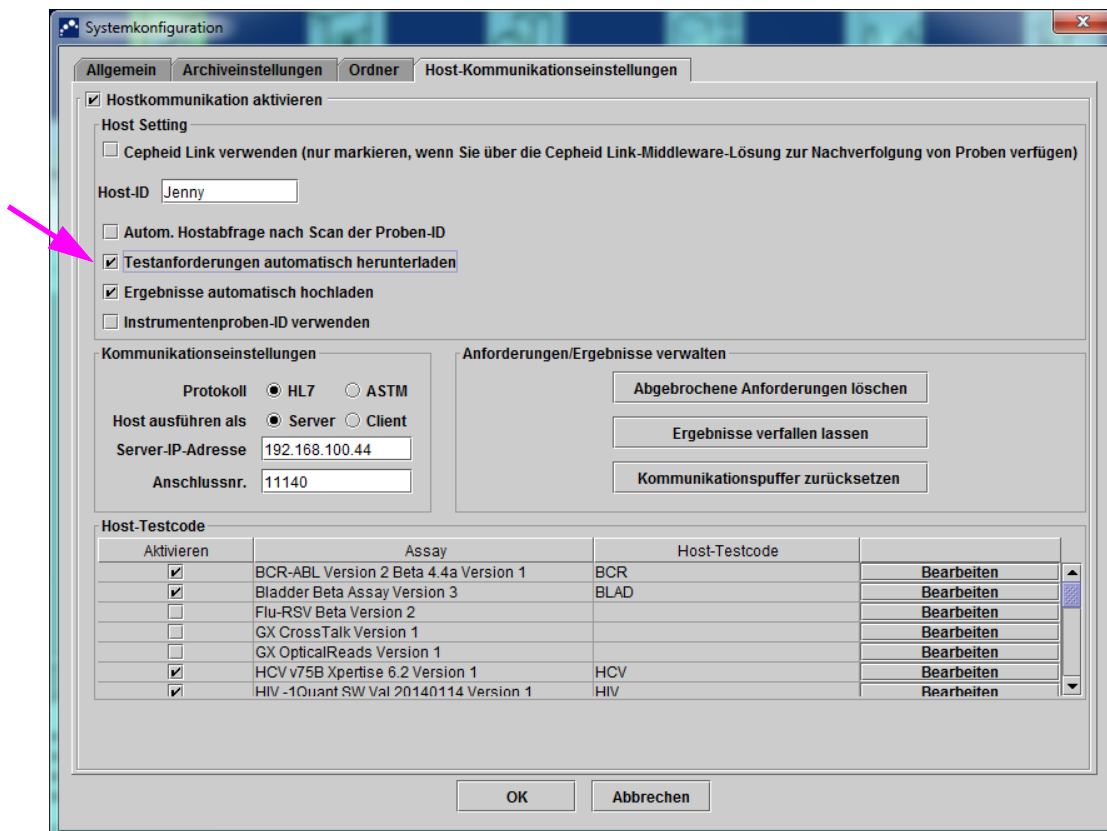 Systemkonfiguration
Allgemein Archiveinstellungen Ordner Host-Kommunikationseinstellungen
Hostkommunikation aktivieren
Host Setting
Cepheid Link verwenden (nur markieren, wenn Sie über die Cepheid Link-Middleware-Lösung zur Nachverfolgung von Proben verfügen)
Host-ID Jenny
Autom. Hostabfrage nach Scan der Proben-ID
Testanforderungen automatisch herunterladen
Ergebnisse automatisch hochladen
Instrumentenproben-ID verwenden
Kommunikationseinstellungen
Protokoll HL7 ASTM
Host ausführen als Server Client
Server-IP-Adresse 192.168.100.44
Anschlussnr. 11140
Anforderungen/Ergebnisse verwalten
Abgebrochene Anforderungen löschen
Ergebnisse verfallen lassen
Kommunikationspuffer zurücksetzen
Host-Testcode
Aktivieren Assay Host-Testcode
BCR-ABL Version 2 Beta 4.4a Version 1 BCR Bearbeiten
Bladder Beta Assay Version 3 BLAD Bearbeiten
Flu-RSV Beta Version 2 Bearbeiten
GX CrossTalk Version 1 Bearbeiten
GX OpticalReads Version 1 Bearbeiten
HCV v75B Xpertise 6.2 Version 1 HCV Bearbeiten
HIV -1Quant SW Val 20140114 Version 1 HIV Bearbeiten
OK Abbrechen